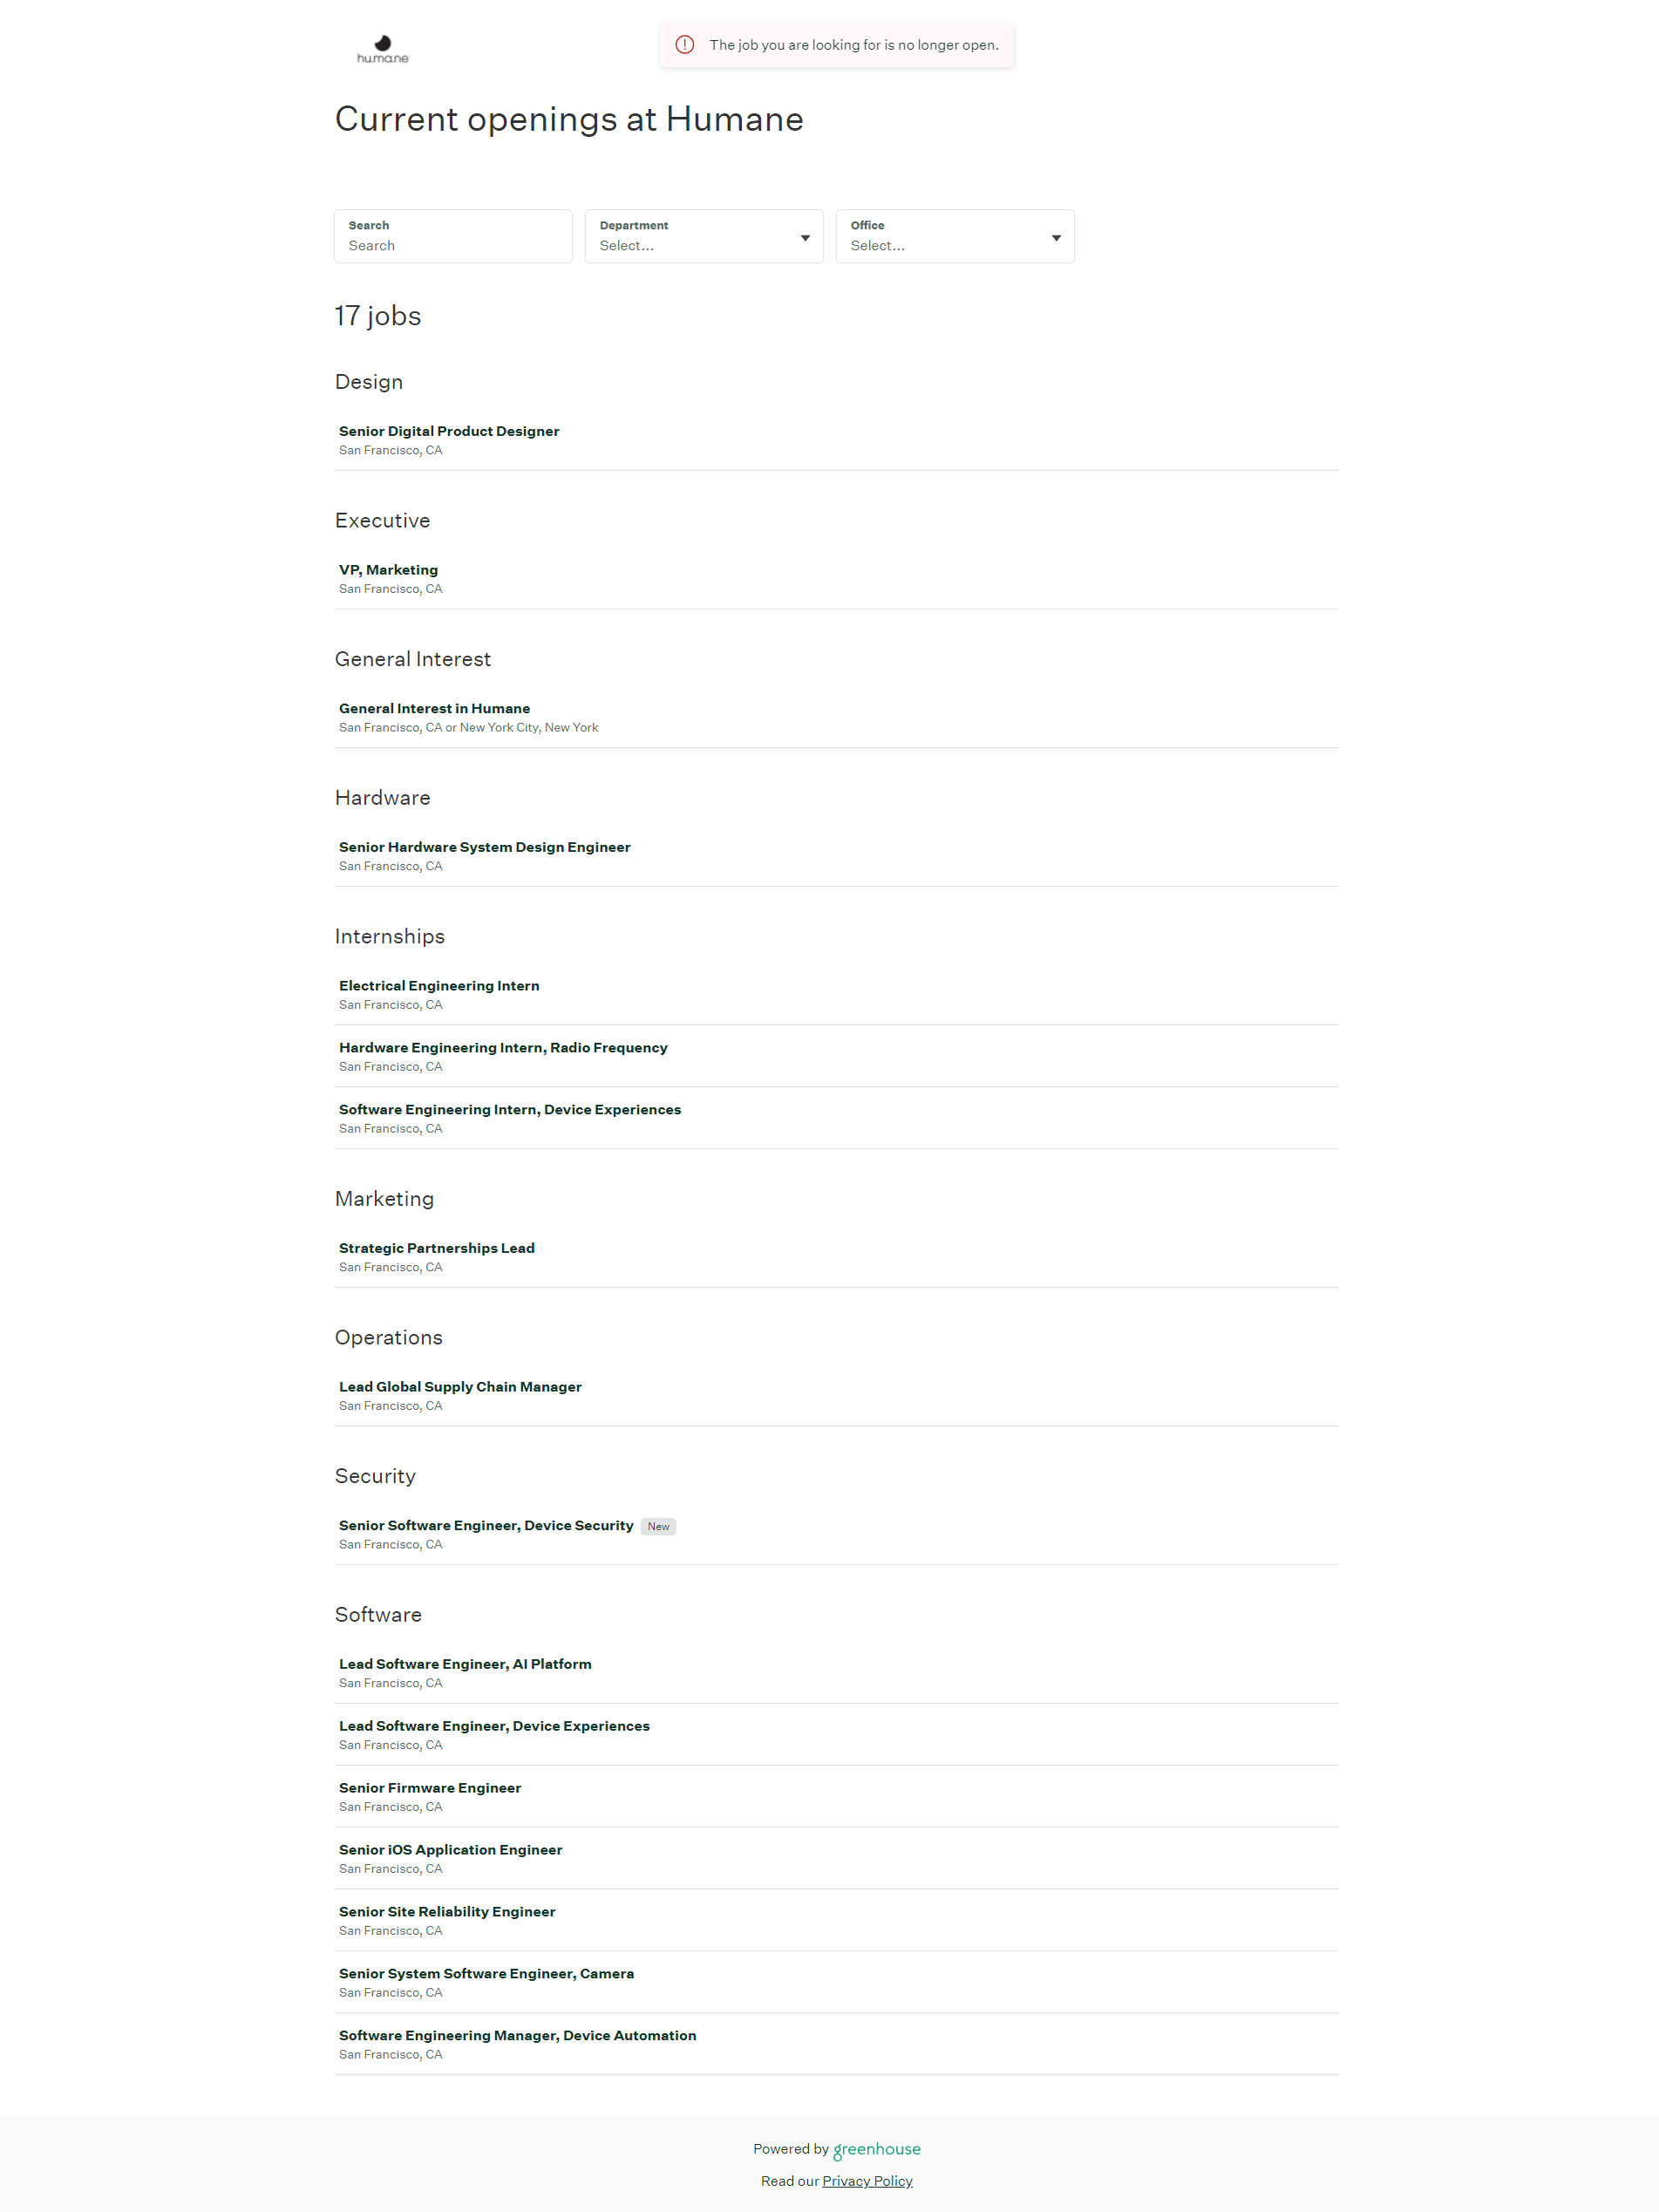 hu.ma.ne
The job you are looking for is no longer open.
Current openings at Humane
Search
Search
Department
Select...
Office
Select...
17 jobs
Design
Senior Digital Product Designer
San Francisco, CA
Executive
VP, Marketing
San Francisco, CA
General Interest
General Interest in Humane
San Francisco, CA or New York City, New York
Hardware
Senior Hardware System Design Engineer
San Francisco, CA
Internships
Electrical Engineering Intern
San Francisco, CA
Hardware Engineering Intern, Radio Frequency
San Francisco, CA
Software Engineering Intern, Device Experiences
San Francisco, CA
Marketing
Strategic Partnerships Lead
San Francisco, CA
Operations
Lead Global Supply Chain Manager
San Francisco, CA
Security
Senior Software Engineer, Device Security New
San Francisco, CA
Software
Lead Software Engineer, AI Platform
San Francisco, CA
Lead Software Engineer, Device Experiences
San Francisco, CA
Senior Firmware Engineer
San Francisco, CA
Senior iOS Application Engineer
San Francisco, CA
Senior Site Reliability Engineer
San Francisco, CA
Senior System Software Engineer, Camera
San Francisco, CA
Software Engineering Manager, Device Automation
San Francisco, CA
Powered by greenhouse
Read our Privacy Policy